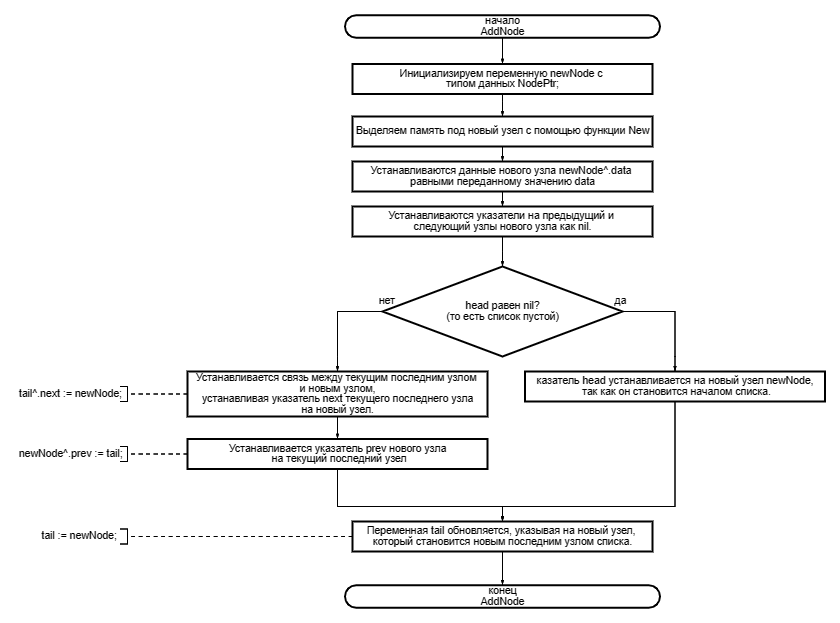 начало
AddNode
Инициализируем переменную newNode с
типом данных NodePtr;
Выделяем память под новый узел с помощью функции New
Устанавливаются данные нового узла newNode^.data
равными переданному значению data
Устанавливаются указатели на предыдущий и
следующий узлы нового узла как nil.
head равен nil?
(то есть список пустой)
нет
да
Устанавливается связь между текущим последним узлом
и новым узлом,
устанавливая указатель next текущего последнего узла
на новый узел.
tail^.next := newNode;
казатель head устанавливается на новый узел newNode,
так как он становится началом списка.
Устанавливается указатель prev нового узла
на текущий последний узел
newNode^.prev := tail;
Переменная tail обновляется, указывая на новый узел,
который становится новым последним узлом списка.
tail := newNode;
конец
AddNode